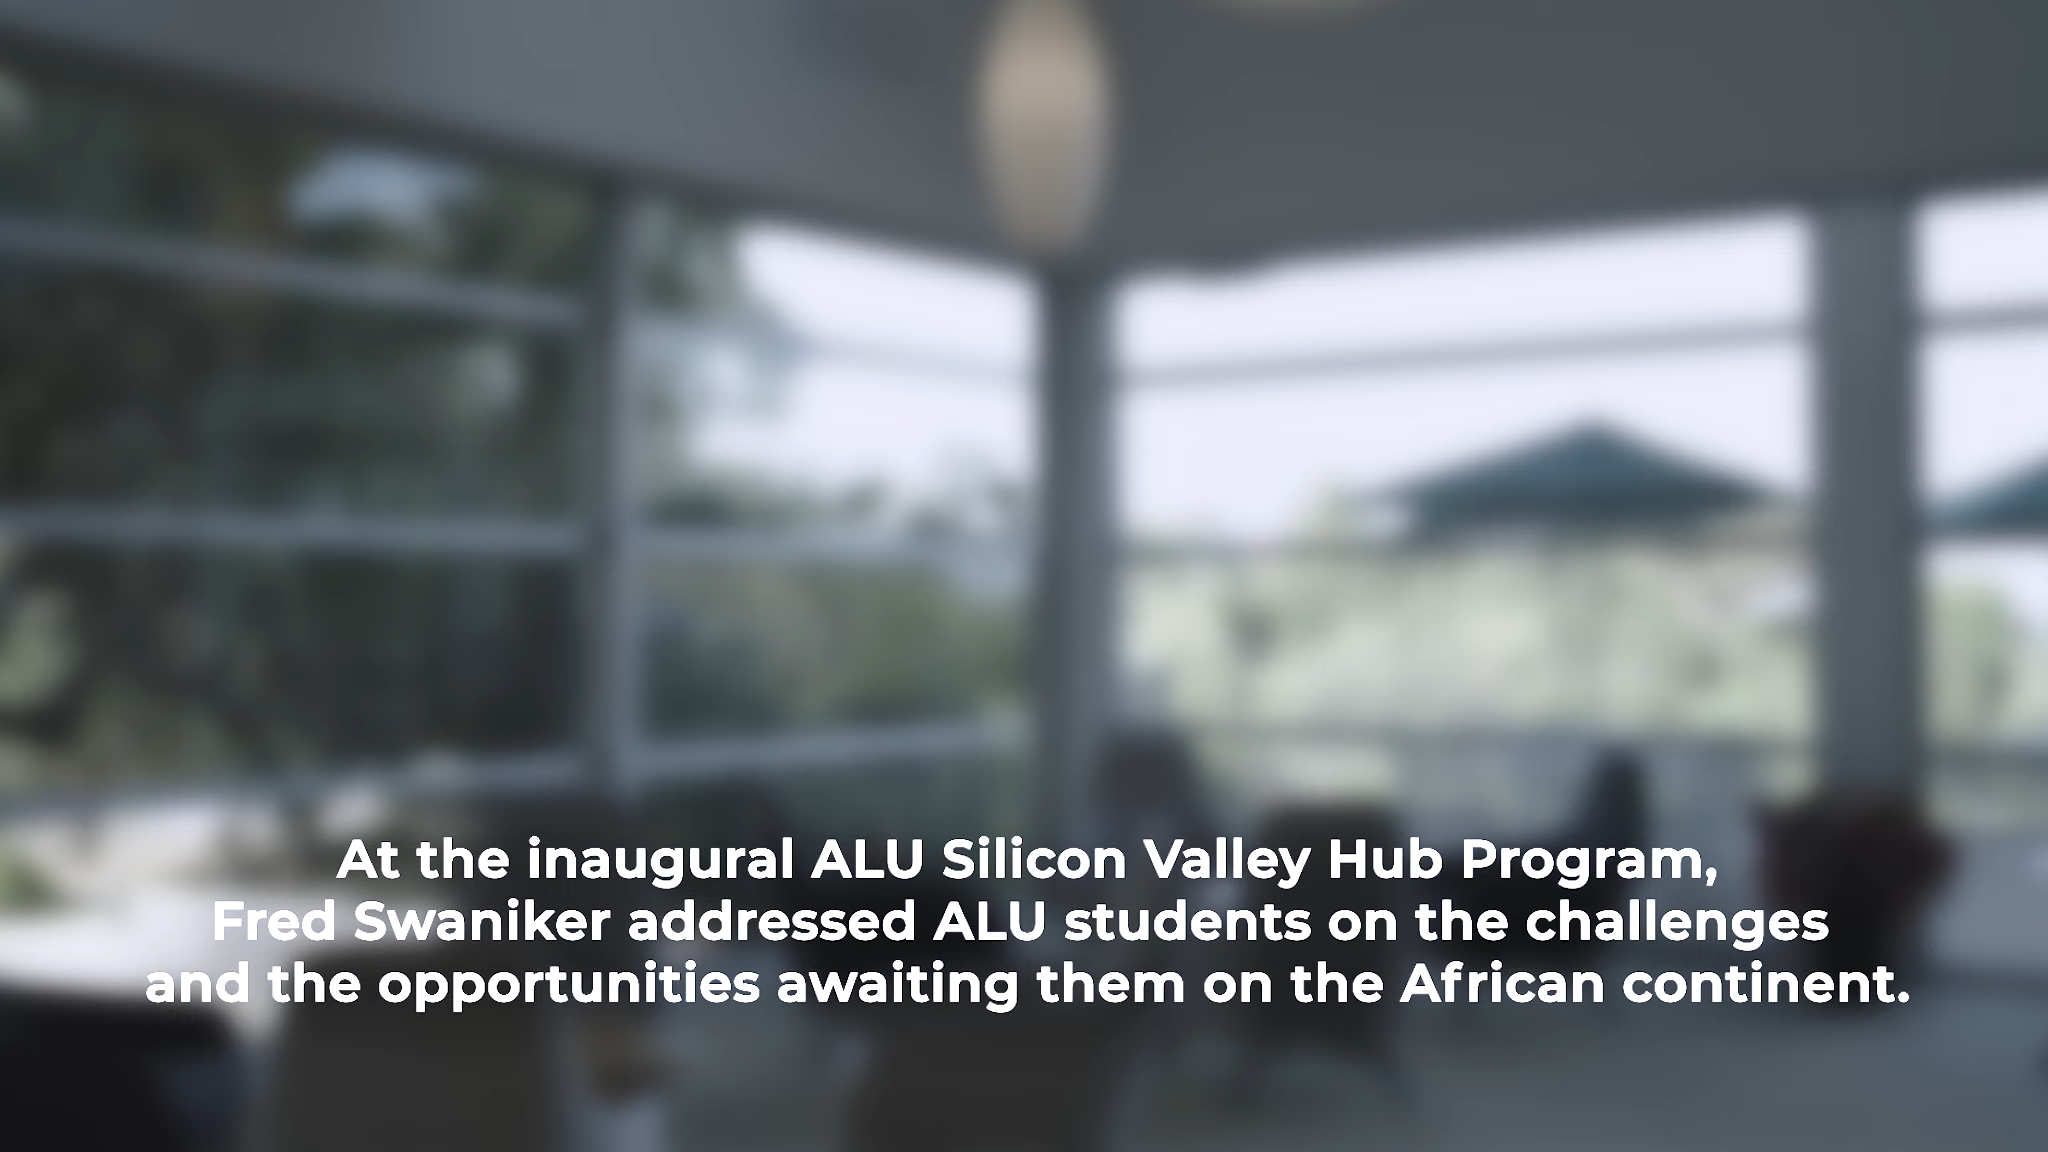 At the inaugural ALU Silicon Valley Hub Program,
Fred Swaniker addressed ALU students on the challenges
and the opportunities awaiting them on the African continent.